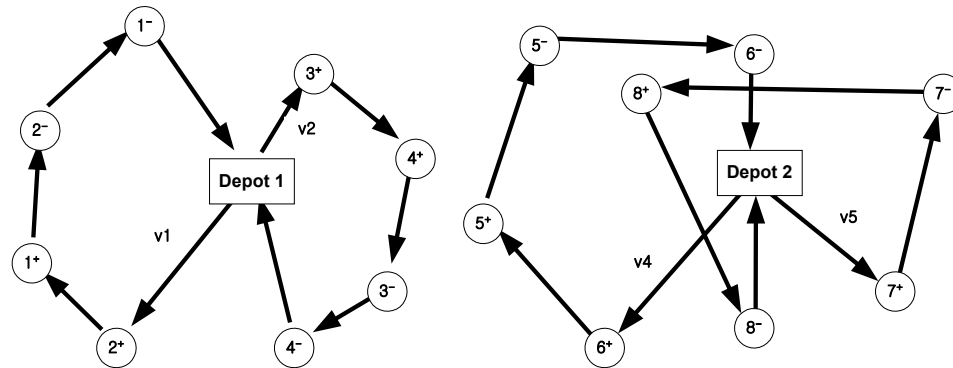 1⁻
3⁺
v2
2⁻
4⁺
Depot 1
v1
1⁺
3⁻
2⁺
4⁻
5⁻
6⁻
8⁺
7⁻
Depot 2
5⁺
v5
v4
7⁺
8⁻
6⁺